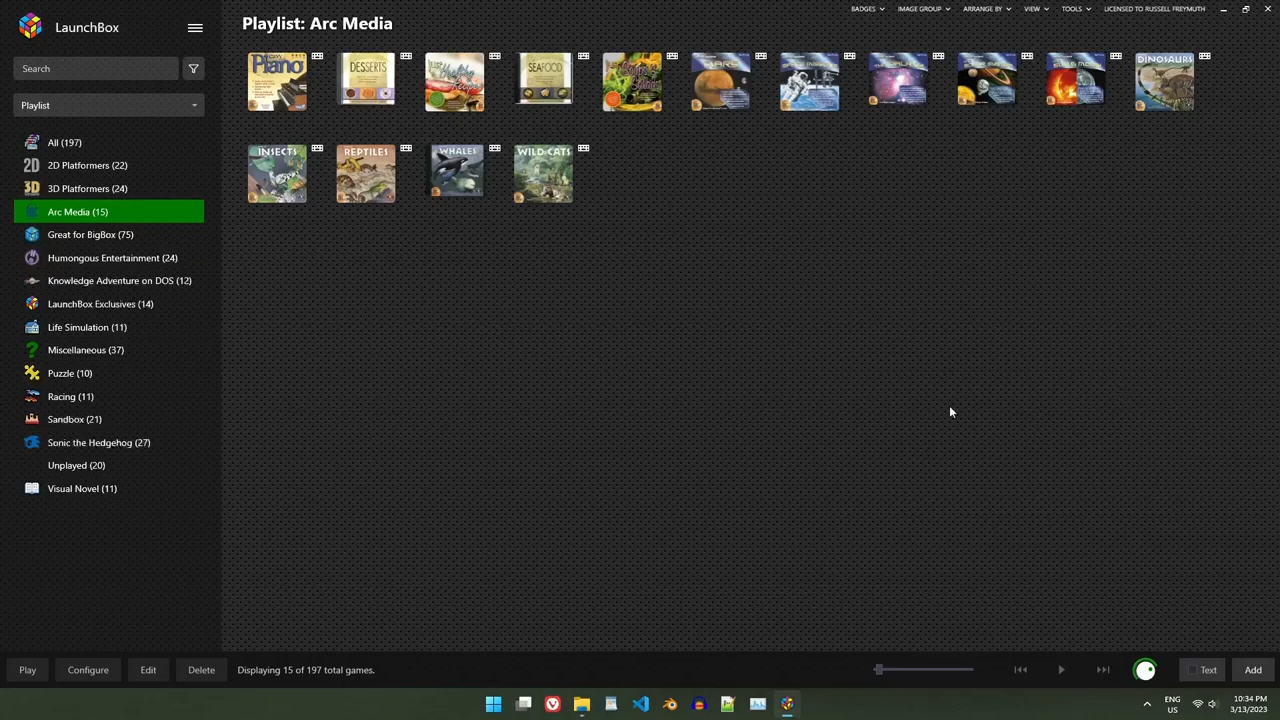 LaunchBox
Playlist: Arc Media
BADGES
IMAGE GROUP
ARRANGE BY
VIEW
TOOLS
LICENSED TO RUSSELL FREYMUTH
Search
Playlist
All (197)
2D 2D Platformers (22)
3D 3D Platformers (24)
Arc Media (15)
Great for BigBox (75)
Humongous Entertainment (24)
Knowledge Adventure on DOS (12)
LaunchBox Exclusives (14)
Life Simulation (11)
Miscellaneous (37)
Puzzle (10)
Racing (11)
Sandbox (21)
Sonic the Hedgehog (27)
Unplayed (20)
Visual Novel (11)
Piano
DESSERTS
Recipes
SEAFOOD
MARS
DINOSAURS
INSECTS
REPTILES
WHALES
WILD CATS
Play
Configure
Edit
Delete
Displaying 15 of 197 total games.
Text
Add
ENG
US
10:34 PM
3/13/2023